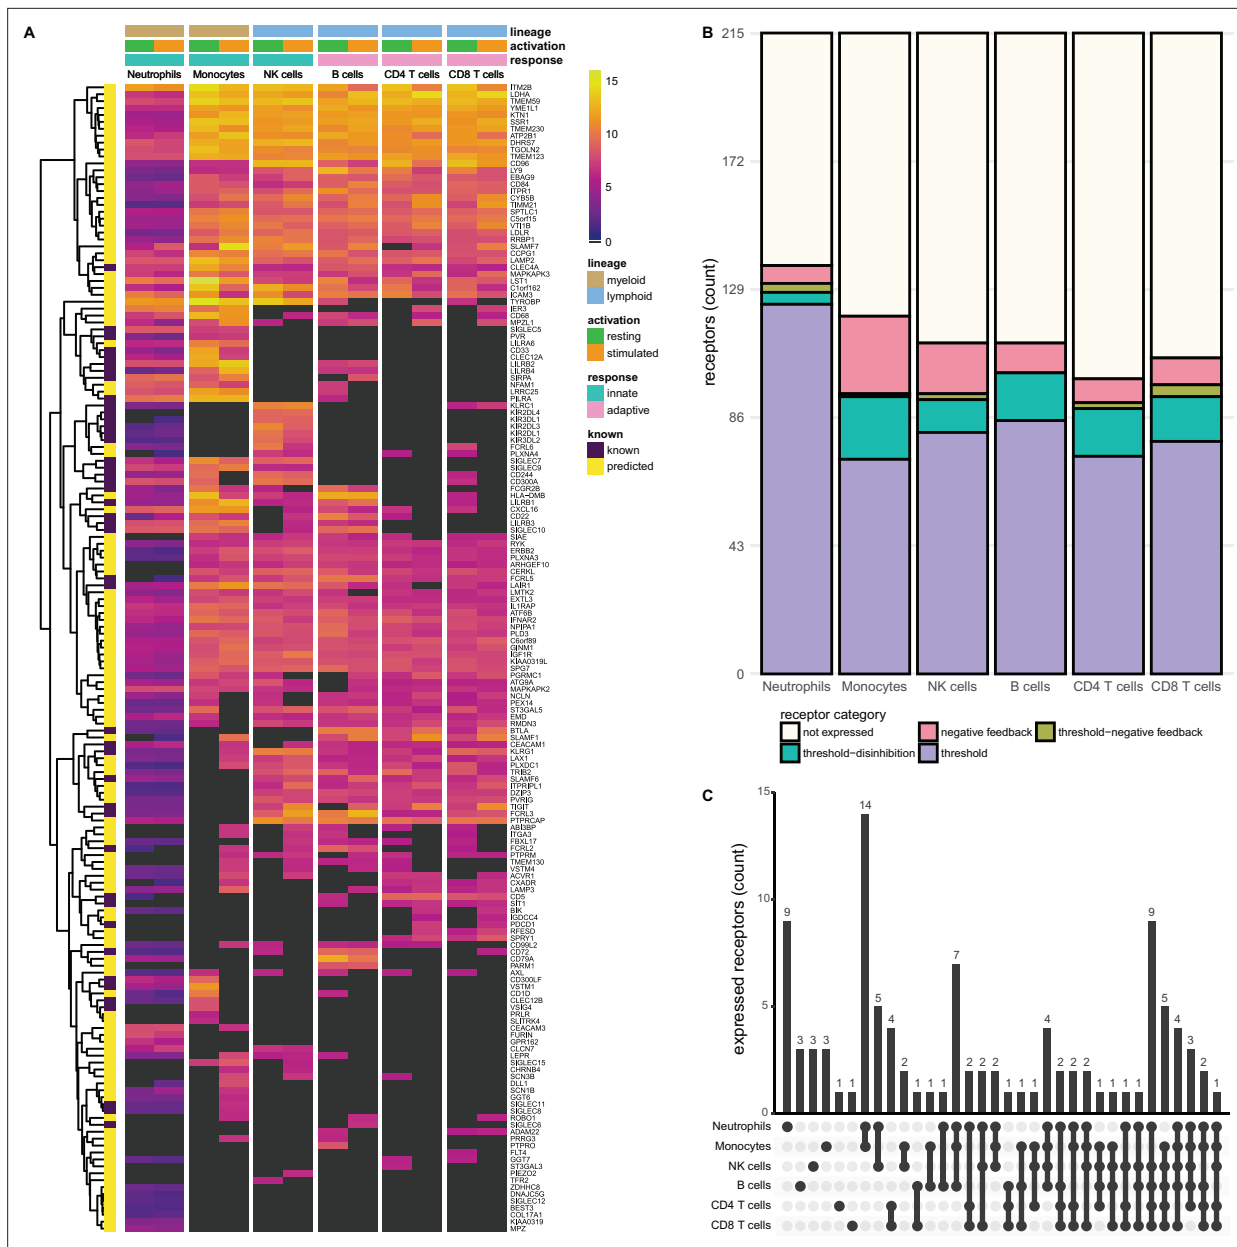 A
lineage
activation
response
Neutrophils Monocytes NK cells B cells CD4 T cells CD8 T cells
ITM2B
LDHA
TMEM59
YME1L1
KTN1
SSR1
TMEM230
ATP2B1
DHRS7
TGOLN2
TMEM123
CD96
LY9
EBAG9
CD84
ITPR1
CYB5B
TIMM21
SPTLC1
C5orf15
VTI1B
LDLR
RRBP1
SLAMF7
CCPG1
LAMP2
CLEC4A
MAPKAPK3
LST1
C1orf162
ICAM3
TYROBP
IER3
CD68
MPZL1
SIGLEC5
PVR
LILRA6
CD33
CLEC12A
LILRB2
LILRB4
SIRPA
NFAM1
LRRC25
PILRA
KLRC1
KIR2DL4
KIR3DL1
KIR2DL3
KIR2DL1
KIR3DL2
FCRL6
PLXNA4
SIGLEC7
SIGLEC9
CD244
CD300A
FCGR2B
HLA-DMB
LILRB1
CXCL16
CD22
LILRB3
SIGLEC10
SIAE
RYK
ERBB2
PLXNA3
ARHGEF10
CERKL
FCRL5
LAIR1
LMTK2
EXTL3
IL1RAP
ATF6B
IFNAR2
NPIPA1
PLD3
C6orf89
GINM1
IGF1R
KIAA0319L
SPG7
PGRMC1
ATG9A
MAPKAPK2
NCLN
PEX14
ST3GAL5
EMD
RMDN3
BTLA
SLAMF1
CEACAM1
KLRG1
LAX1
PLXDC1
TRIB2
SLAMF6
ITPRIPL1
DZIP3
PVRIG
TIGIT
FCRL3
PTPRCAP
ABI3BP
ITGA3
FBXL17
FCRL2
PTPRM
TMEM130
VSTM4
ACVR1
CXADR
LAMP3
CD5
SIT1
BIK
IGDCC4
PDCD1
RFESD
SPRY1
CD99L2
CD72
CD79A
PARM1
AXL
CD300LF
VSTM1
CD1D
CLEC12B
VSIG4
PRLR
SLITRK4
CEACAM3
FURIN
GPR162
CLCN7
LEPR
SIGLEC15
CHRNB4
SCN3B
DLL1
SCN1B
GGT6
SIGLEC11
SIGLEC8
ROBO1
SIGLEC6
ADAM22
PRRG3
PTPRO
FLT4
GGT7
ST3GAL3
PIEZO2
TFR2
ZDHHC8
DNAJC5G
SIGLEC12
BEST3
COL17A1
KIAA0319
MPZ
15
10
5
0
lineage
myeloid
lymphoid
activation
resting
stimulated
response
innate
adaptive
known
known
predicted
B
receptors (count)
215
172
129
86
43
0
Neutrophils Monocytes NK cells B cells CD4 T cells CD8 T cells
receptor category
not expressed
negative feedback
threshold-negative feedback
threshold-disinhibition
threshold
C
expressed receptors (count)
15
10
5
0
9 3 3 3 1 1 14 5 4 2 1 1 1 7 2 2 2 1 1 1 4 2 2 2 1 1 1 1 9 5 4 3 2 1
Neutrophils
Monocytes
NK cells
B cells
CD4 T cells
CD8 T cells